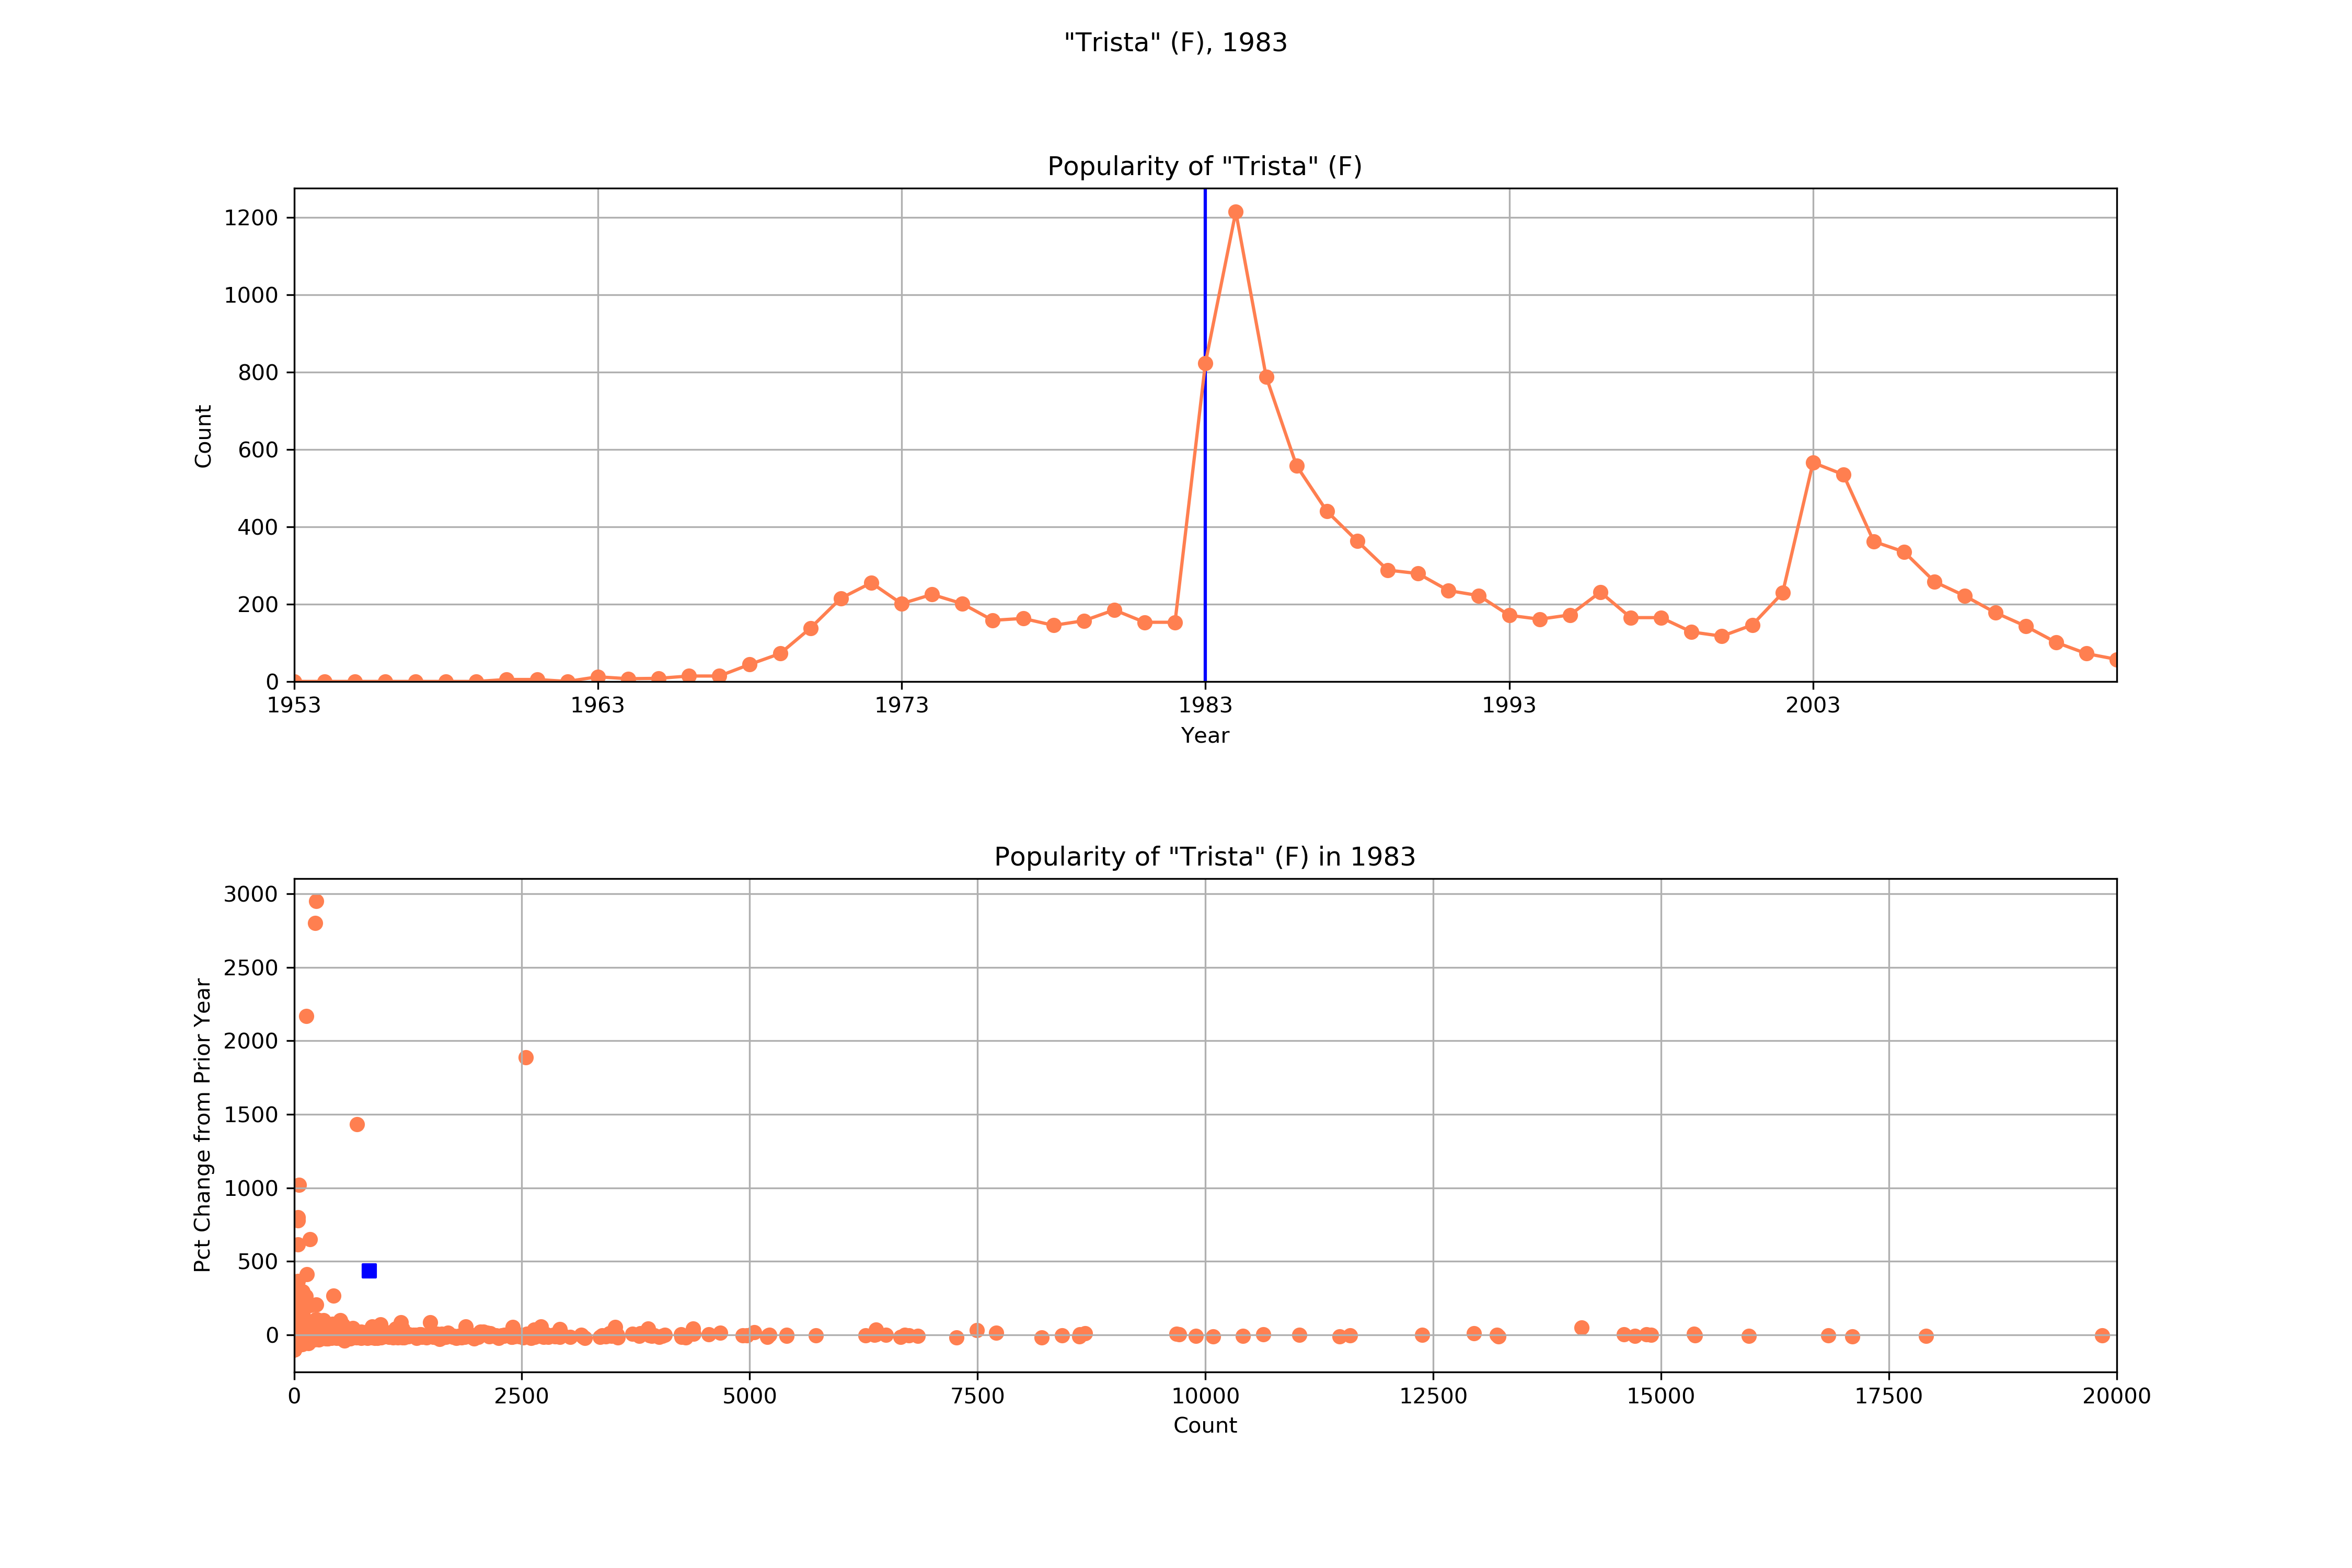 "Trista" (F), 1983
Popularity of "Trista" (F)
1200
1000
800
600
400
200
0
Count
1953 1963 1973 1983 1993 2003
Year
Popularity of "Trista" (F) in 1983
3000
2500
2000
1500
1000
500
0
Pct Change from Prior Year
0 2500 5000 7500 10000 12500 15000 17500 20000
Count